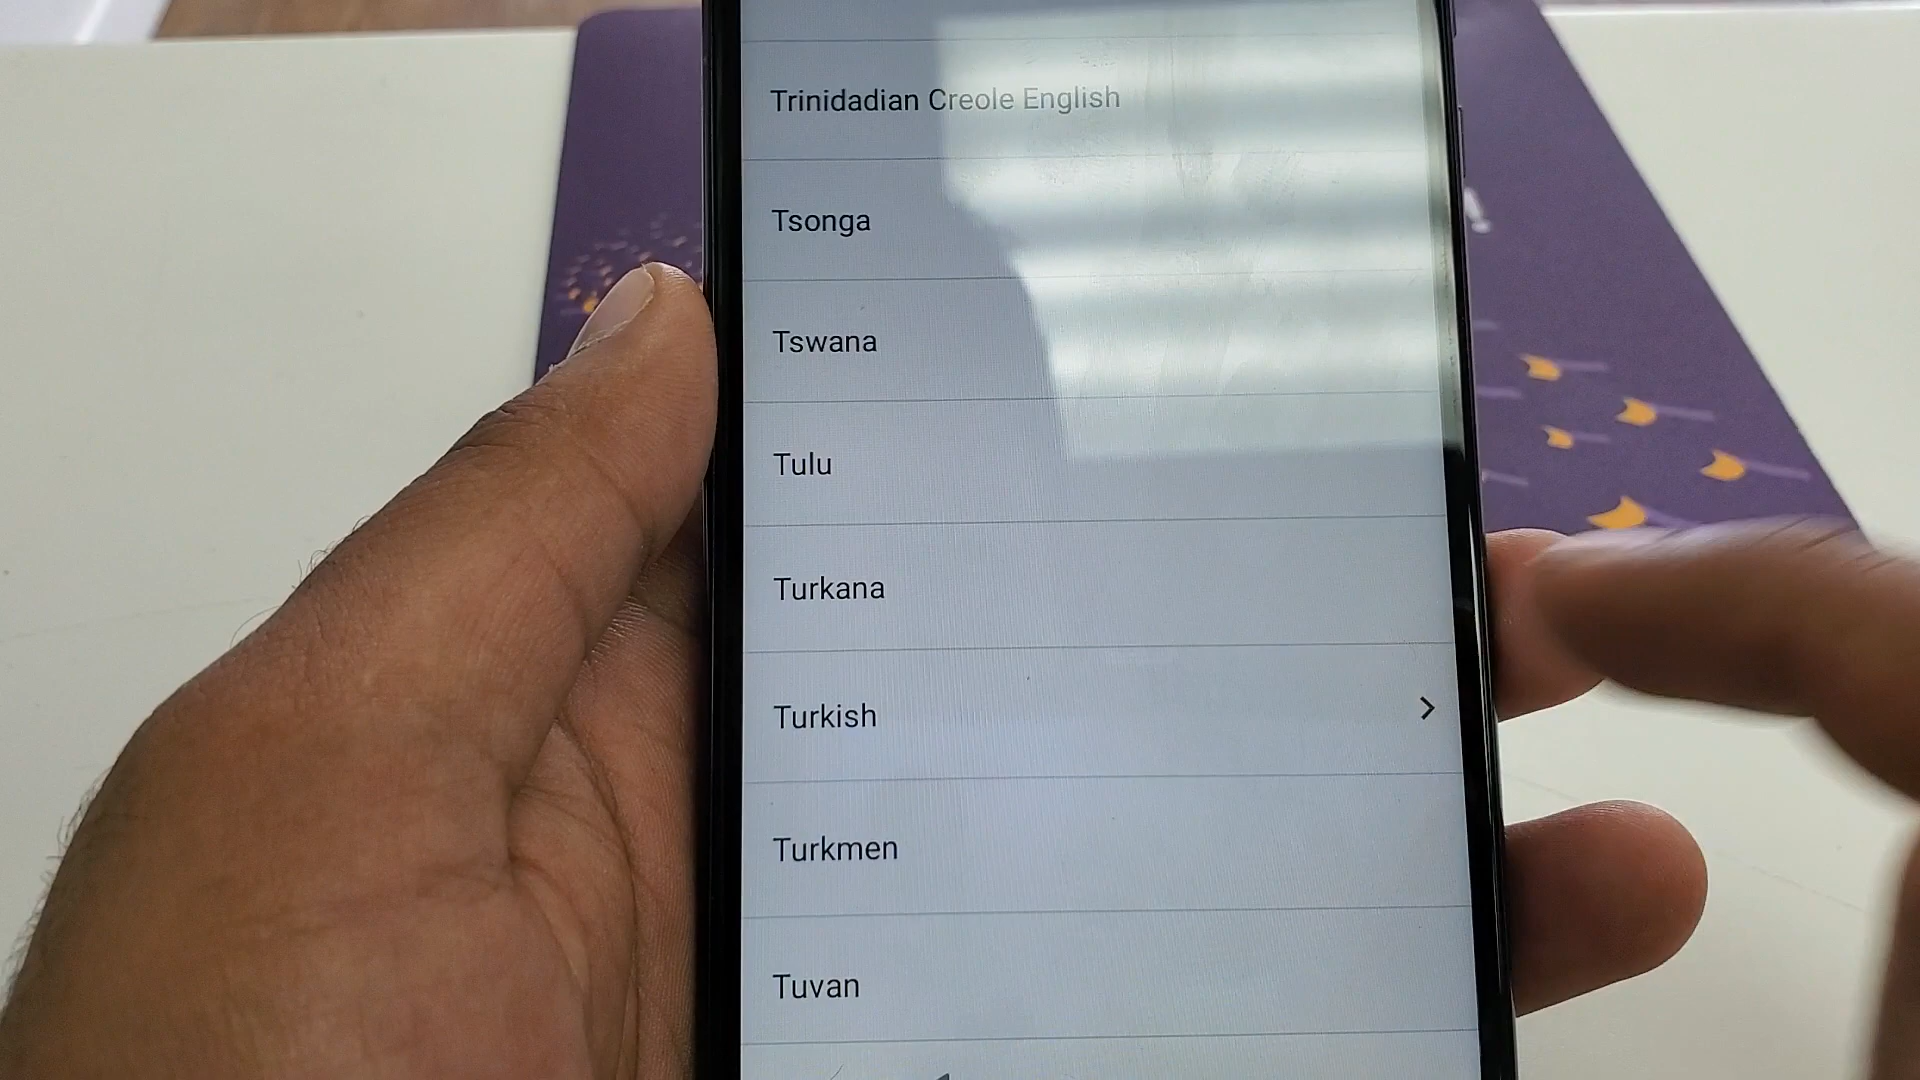 Trinidadian Creole English
Tsonga
Tswana
Tulu
Turkana
Turkish
Turkmen
Tuvan